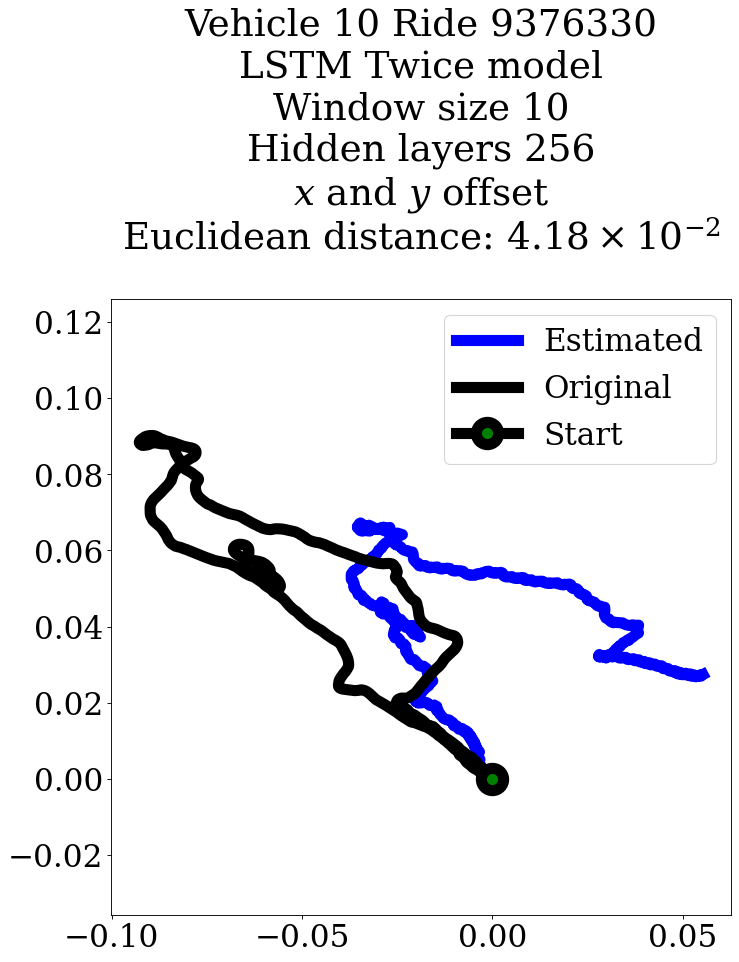 Vehicle 10 Ride 9376330
LSTM Twice model
Window size 10
Hidden layers 256
x and y offset
Euclidean distance: 4.18 × 10⁻²
Estimated
Original
Start
0.12
0.10
0.08
0.06
0.04
0.02
0.00
−0.02
−0.10 −0.05 0.00 0.05